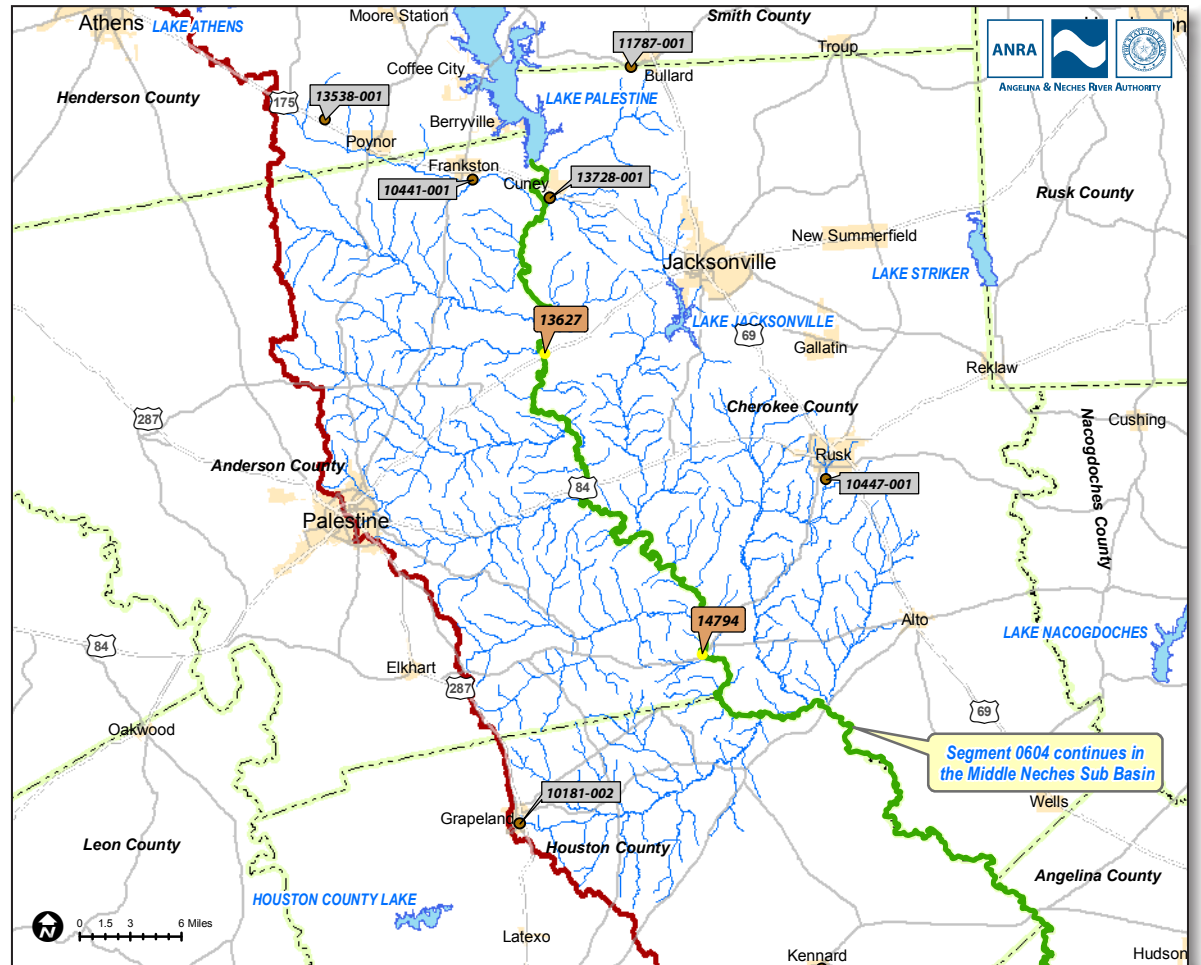 Athens
LAKE ATHENS
Moore Station
Smith County
Troup
ANRA
ANGELINA & NECHES RIVER AUTHORITY
11787-001
Bullard
Coffee City
Henderson County
175
13538-001
LAKE PALESTINE
Berryville
Poynor
Frankston
10441-001
Cuney
13728-001
Rusk County
New Summerfield
Jacksonville
LAKE STRIKER
13627
LAKE JACKSONVILLE
69
Gallatin
Reklaw
287
Cherokee County
Cushing
Nacogdoches County
Anderson County
Rusk
10447-001
84
Palestine
14794
Alto
LAKE NACOGDOCHES
84
Elkhart
287
69
Oakwood
Segment 0604 continues in
the Middle Neches Sub Basin
10181-002
Wells
Grapeland
Leon County
Houston County
Angelina County
HOUSTON COUNTY LAKE
N
0 1.5 3 6 Miles
Latexo
Kennard
Hudson